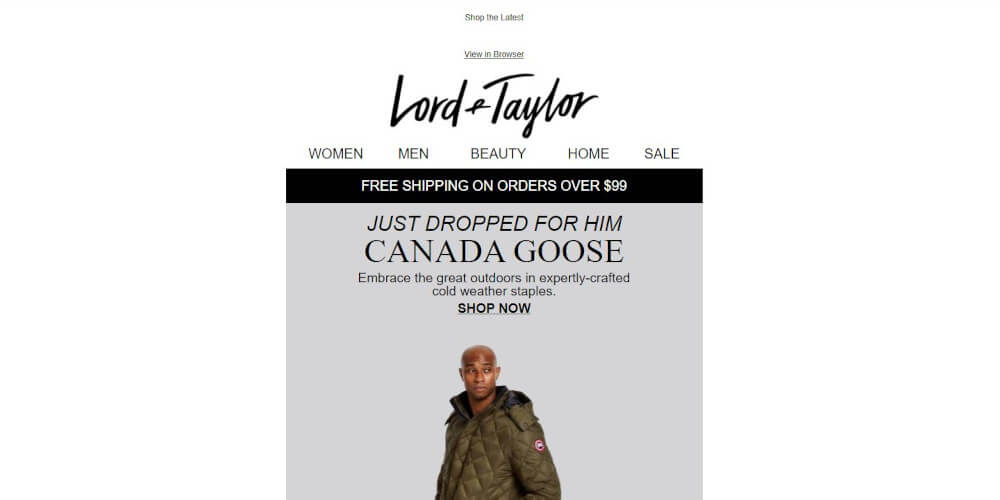 Shop the Latest
View in Browser
Lord & Taylor
WOMEN MEN BEAUTY HOME SALE
FREE SHIPPING ON ORDERS OVER $99
JUST DROPPED FOR HIM
CANADA GOOSE
Embrace the great outdoors in expertly-crafted
cold weather staples.
SHOP NOW